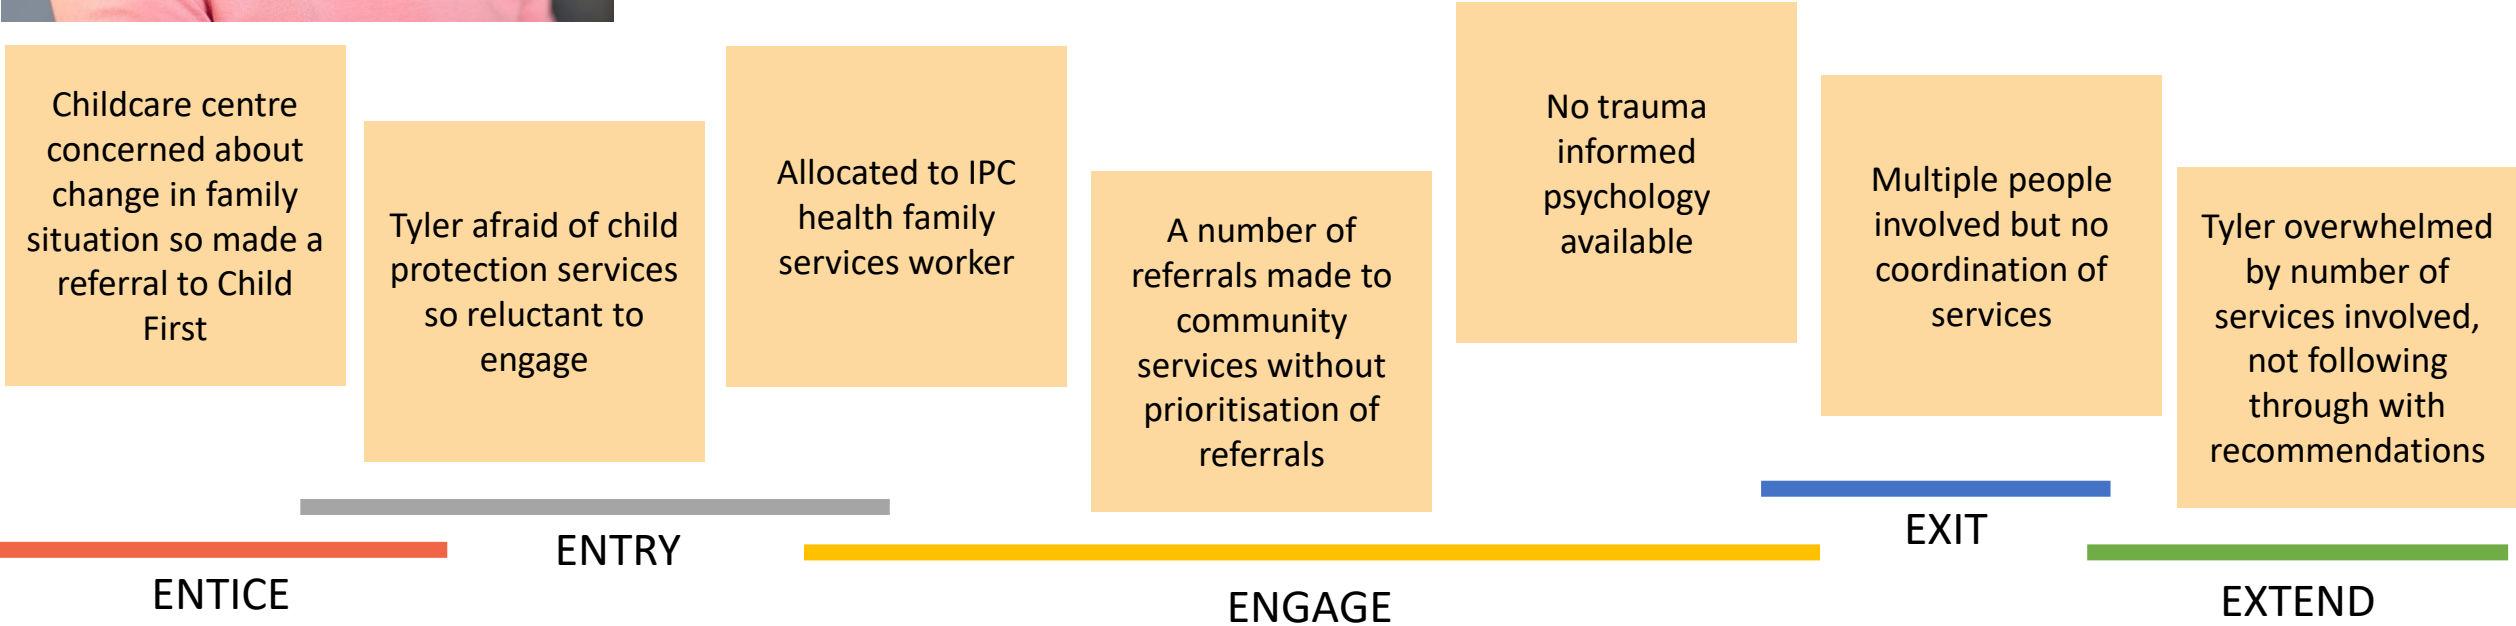 Childcare centre
concerned about
change in family
situation so made a
referral to Child
First
Tyler afraid of child
protection services
so reluctant to
engage
Allocated to IPC
health family
services worker
A number of
referrals made to
community
services without
prioritisation of
referrals
No trauma
informed
psychology
available
Multiple people
involved but no
coordination of
services
Tyler overwhelmed
by number of
services involved,
not following
through with
recommendations
ENTICE
ENTRY
ENGAGE
EXIT
EXTEND